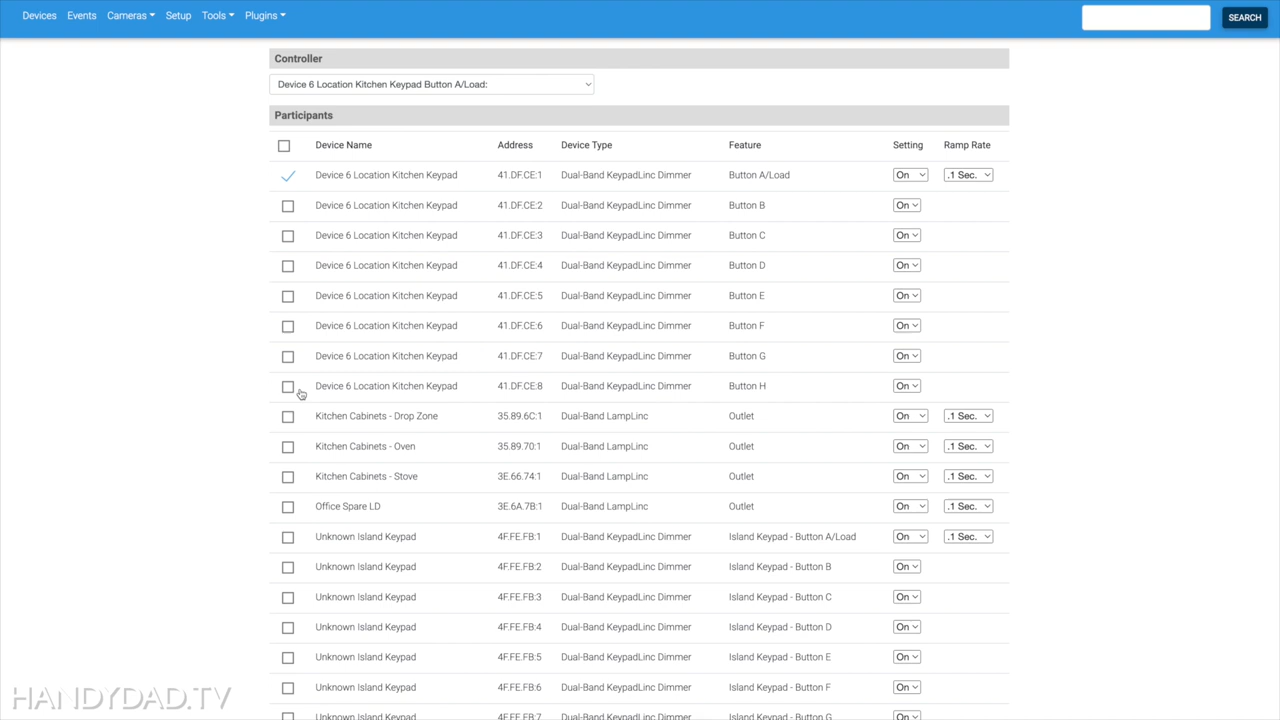 Devices Events Cameras Setup Tools Plugins SEARCH
Controller
Device 6 Location Kitchen Keypad Button A/Load:
Participants
Device Name Address Device Type Feature Setting Ramp Rate
Device 6 Location Kitchen Keypad 41.DF.CE:1 Dual-Band KeypadLinc Dimmer Button A/Load On .1 Sec.
Device 6 Location Kitchen Keypad 41.DF.CE:2 Dual-Band KeypadLinc Dimmer Button B On
Device 6 Location Kitchen Keypad 41.DF.CE:3 Dual-Band KeypadLinc Dimmer Button C On
Device 6 Location Kitchen Keypad 41.DF.CE:4 Dual-Band KeypadLinc Dimmer Button D On
Device 6 Location Kitchen Keypad 41.DF.CE:5 Dual-Band KeypadLinc Dimmer Button E On
Device 6 Location Kitchen Keypad 41.DF.CE:6 Dual-Band KeypadLinc Dimmer Button F On
Device 6 Location Kitchen Keypad 41.DF.CE:7 Dual-Band KeypadLinc Dimmer Button G On
Device 6 Location Kitchen Keypad 41.DF.CE:8 Dual-Band KeypadLinc Dimmer Button H On
Kitchen Cabinets - Drop Zone 35.89.6C:1 Dual-Band LampLinc Outlet On .1 Sec.
Kitchen Cabinets - Oven 35.89.70:1 Dual-Band LampLinc Outlet On .1 Sec.
Kitchen Cabinets - Stove 3E.66.74:1 Dual-Band LampLinc Outlet On .1 Sec.
Office Spare LD 3E.6A.7B:1 Dual-Band LampLinc Outlet On .1 Sec.
Unknown Island Keypad 4F.FE.FB:1 Dual-Band KeypadLinc Dimmer Island Keypad - Button A/Load On .1 Sec.
Unknown Island Keypad 4F.FE.FB:2 Dual-Band KeypadLinc Dimmer Island Keypad - Button B On
Unknown Island Keypad 4F.FE.FB:3 Dual-Band KeypadLinc Dimmer Island Keypad - Button C On
Unknown Island Keypad 4F.FE.FB:4 Dual-Band KeypadLinc Dimmer Island Keypad - Button D On
Unknown Island Keypad 4F.FE.FB:5 Dual-Band KeypadLinc Dimmer Island Keypad - Button E On
Unknown Island Keypad 4F.FE.FB:6 Dual-Band KeypadLinc Dimmer Island Keypad - Button F On
Unknown Island Keypad 4F.FE.FB:7 Dual-Band KeypadLinc Dimmer Island Keypad - Button G On
HANDYDAD.TV